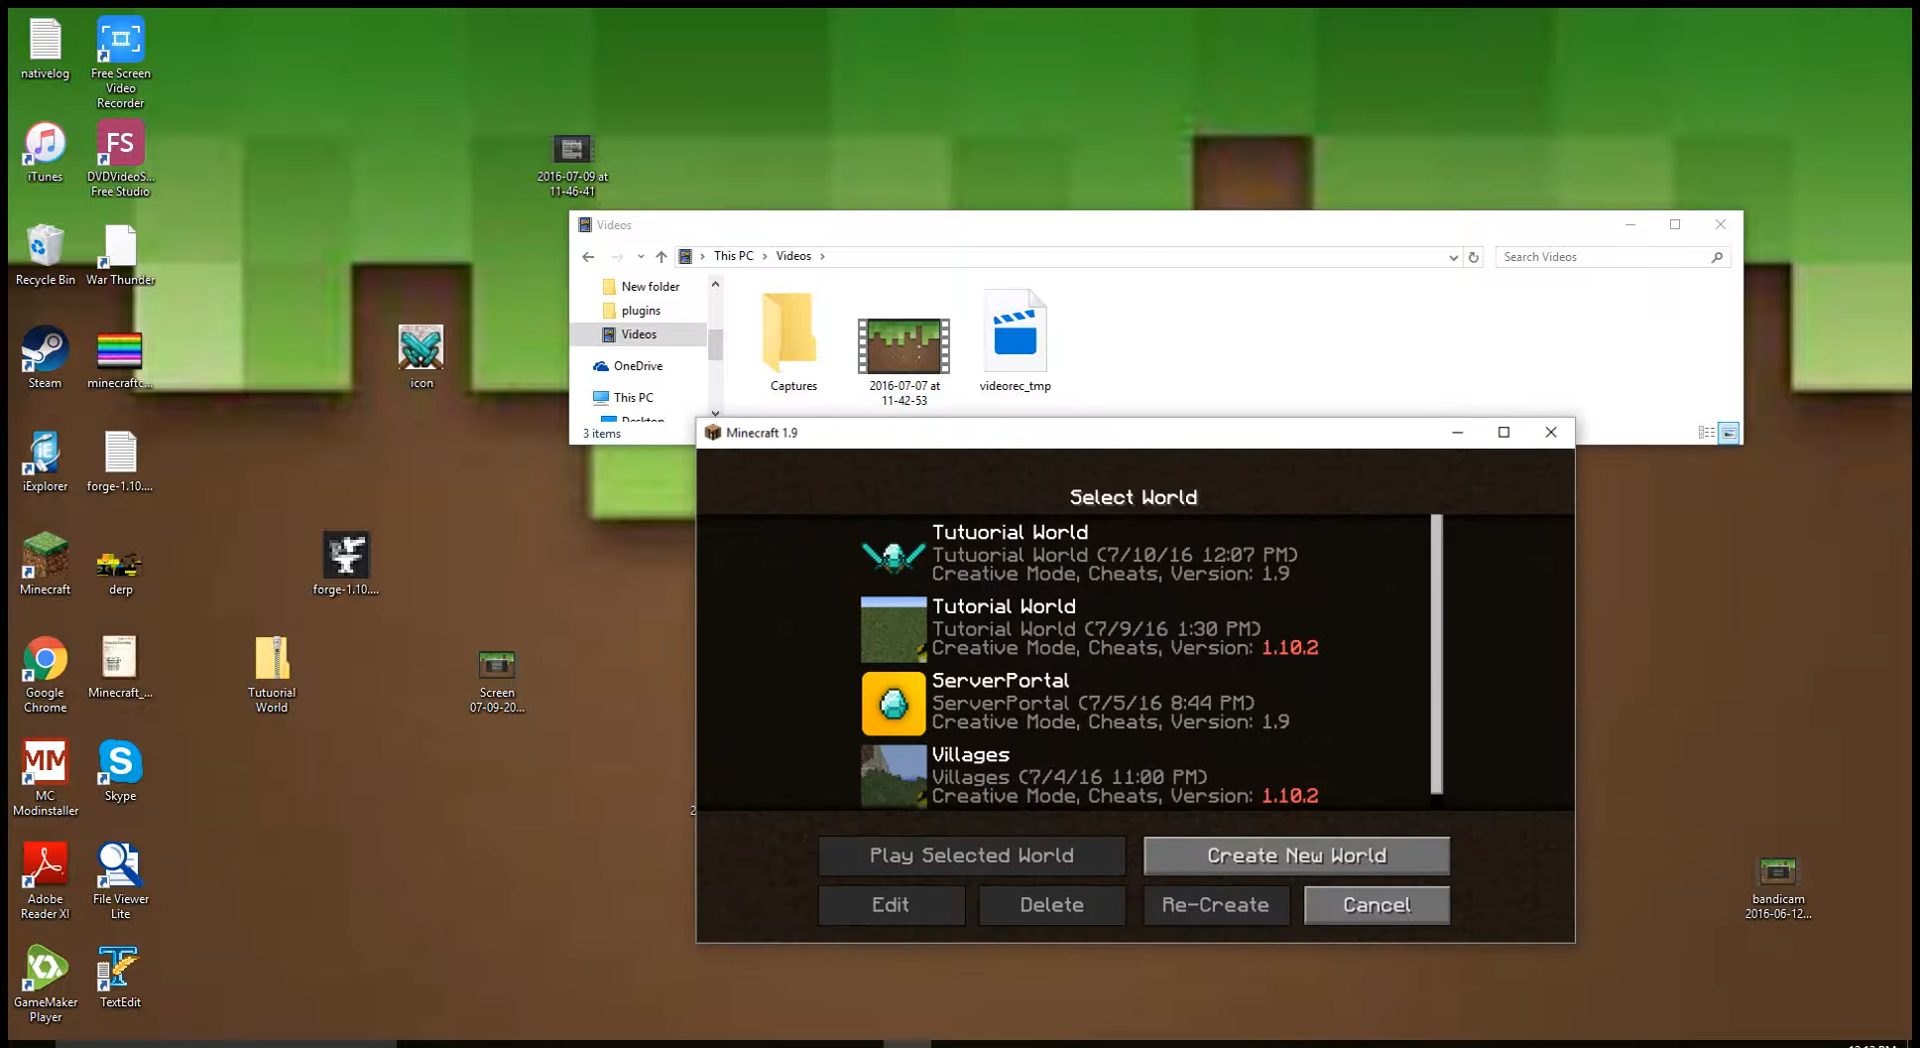 nativelog
Free Screen
Video
Recorder
iTunes
FS
DVDVideoS...
Free Studio
Recycle Bin
War Thunder
Steam
minecraftc...
iExplorer
forge-1.10....
Minecraft
derp
Google
Chrome
Minecraft_...
MM
MC
Modinstaller
Skype
Adobe
Reader XI
File Viewer
Lite
GameMaker
Player
TextEdit
2016-07-09 at
11-46-41
icon
forge-1.10....
Tutuorial
World
Screen
07-09-20...
bandicam
2016-06-12...
Videos
This PC > Videos >
Search Videos
New folder
plugins
Videos
OneDrive
This PC
Desktop
3 items
Captures
2016-07-07 at
11-42-53
videorec_tmp
Minecraft 1.9
Select World
Tutuorial World
Tutuorial World (7/10/16 12:07 PM)
Creative Mode, Cheats, Version: 1.9
Tutorial World
Tutorial World (7/9/16 1:30 PM)
Creative Mode, Cheats, Version: 1.10.2
ServerPortal
ServerPortal (7/5/16 8:44 PM)
Creative Mode, Cheats, Version: 1.9
Villages
Villages (7/4/16 11:00 PM)
Creative Mode, Cheats, Version: 1.10.2
Play Selected World
Create New World
Edit
Delete
Re-Create
Cancel